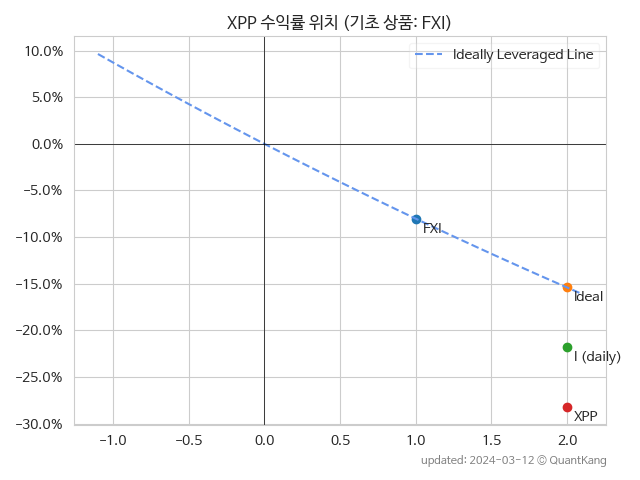 XPP 수익률 위치 (기초 상품: FXI)
Ideally Leveraged Line
10.0%
5.0%
0.0%
−5.0%
−10.0%
−15.0%
−20.0%
−25.0%
−30.0%
FXI
Ideal
I (daily)
XPP
−1.0 −0.5 0.0 0.5 1.0 1.5 2.0
updated: 2024-03-12 © QuantKang